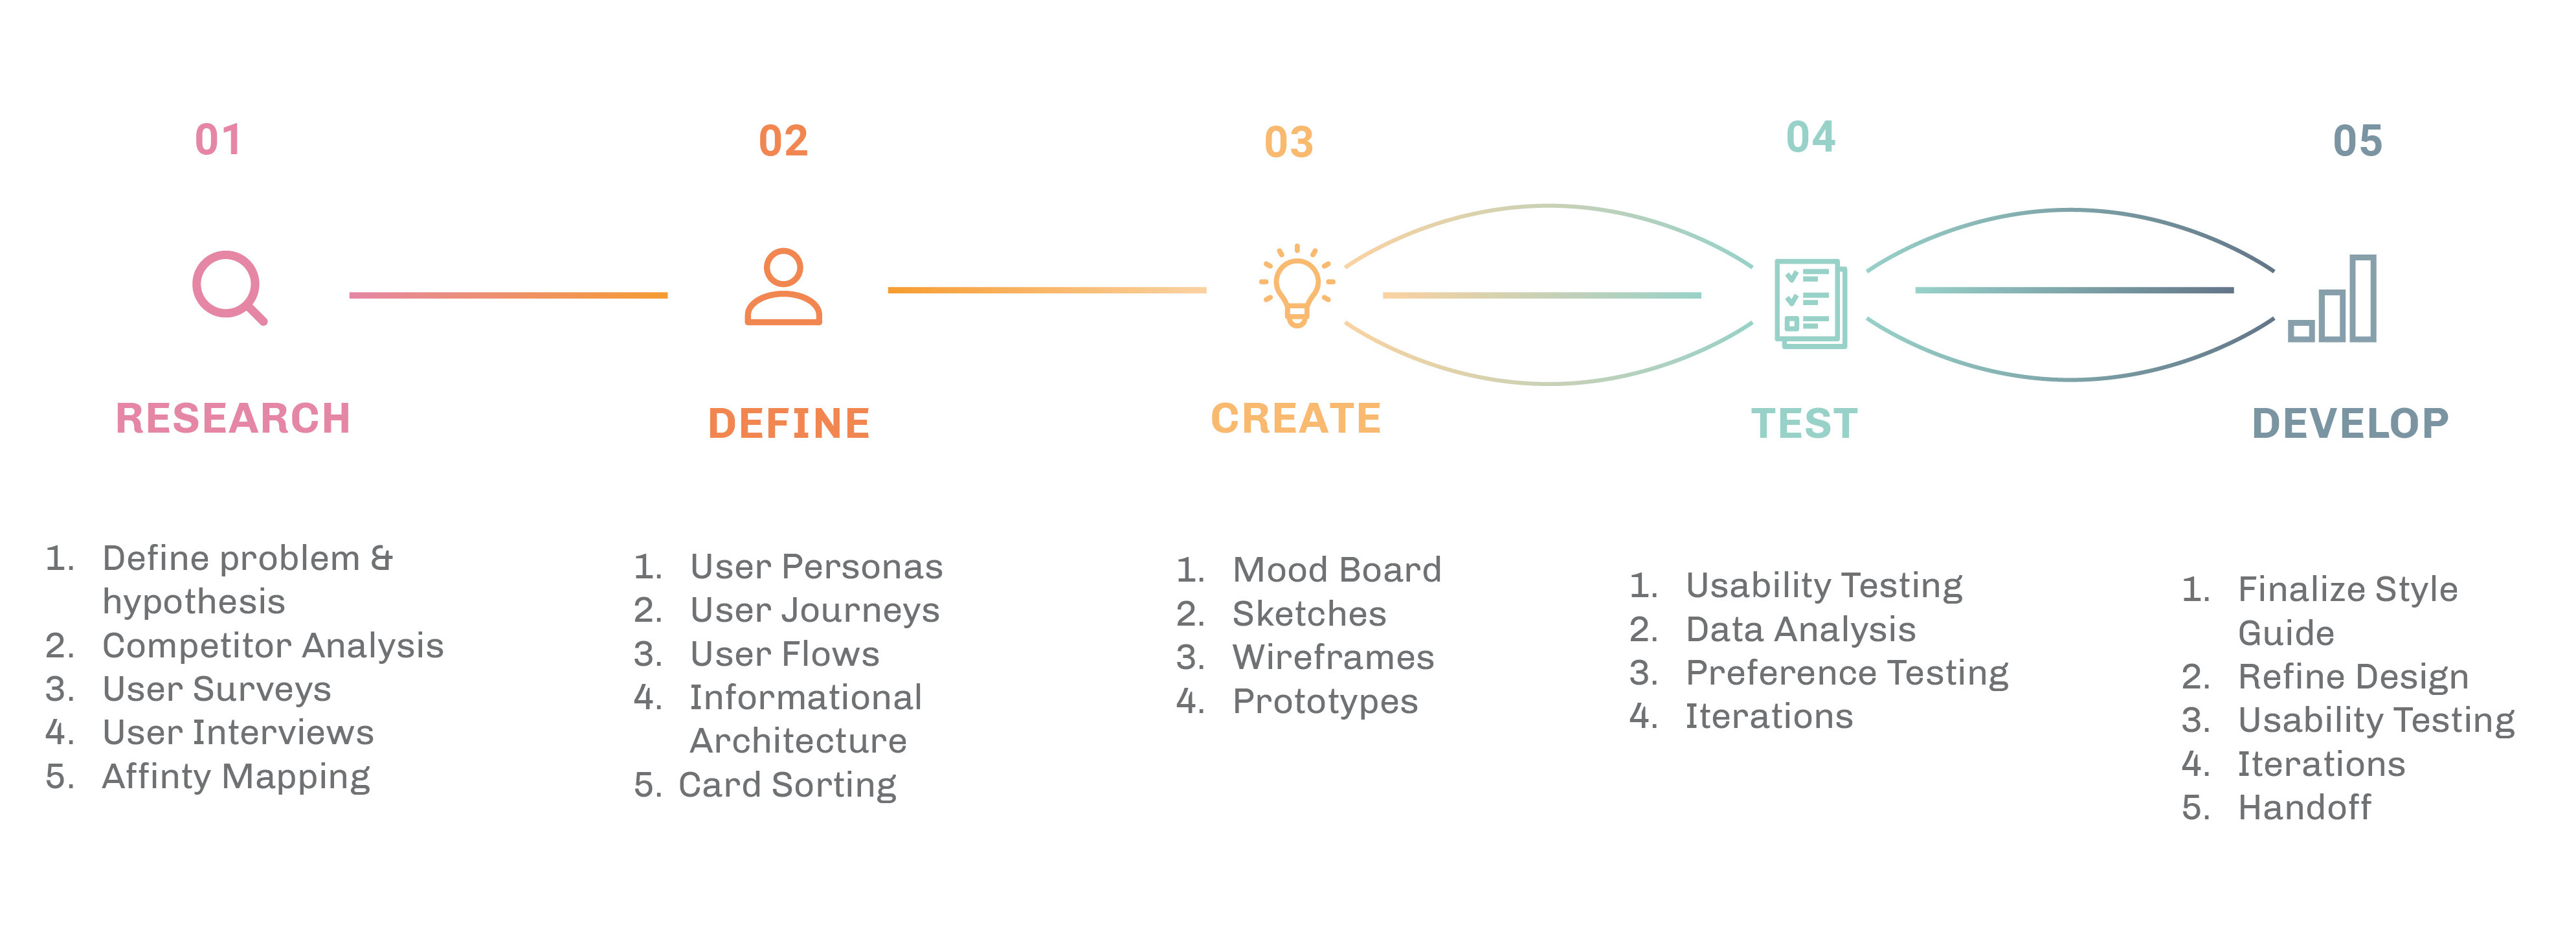 01
02
03
04
05
RESEARCH
DEFINE
CREATE
TEST
DEVELOP
1. Define problem &
hypothesis
2. Competitor Analysis
3. User Surveys
4. User Interviews
5. Affinty Mapping
1. User Personas
2. User Journeys
3. User Flows
4. Informational
Architecture
5. Card Sorting
1. Mood Board
2. Sketches
3. Wireframes
4. Prototypes
1. Usability Testing
2. Data Analysis
3. Preference Testing
4. Iterations
1. Finalize Style
Guide
2. Refine Design
3. Usability Testing
4. Iterations
5. Handoff